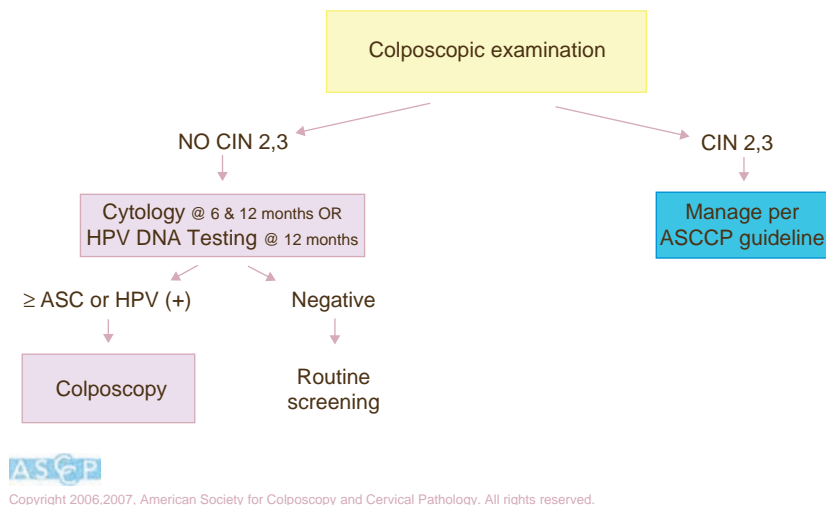 Colposcopic examination
NO CIN 2,3
CIN 2,3
Cytology @ 6 & 12 months OR
HPV DNA Testing @ 12 months
Manage per
ASCCP guideline
≥ ASC or HPV (+)
Negative
Colposcopy
Routine
screening
ASCCP
Copyright 2006,2007, American Society for Colposcopy and Cervical Pathology. All rights reserved.